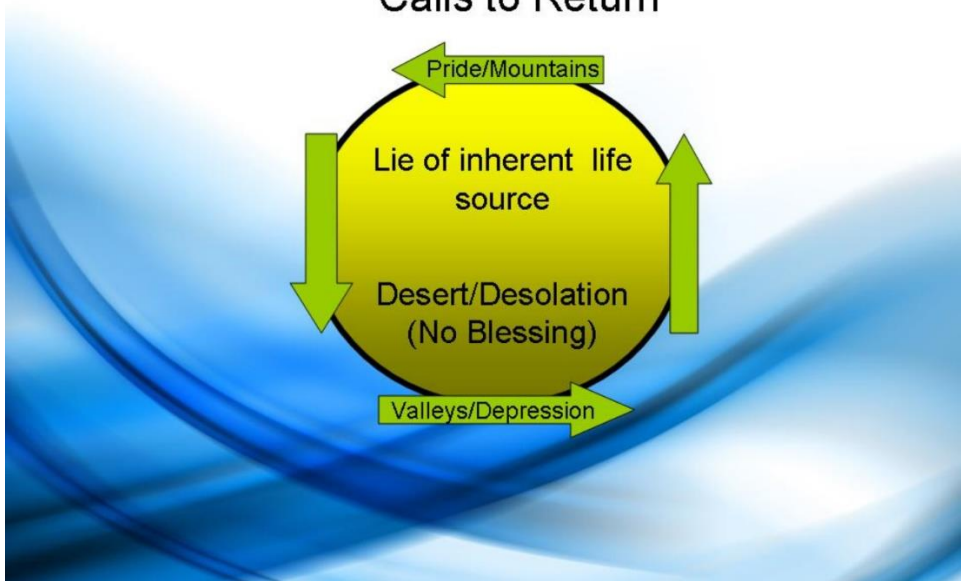 Calls to Return
Pride/Mountains
Lie of inherent life
source
Desert/Desolation
(No Blessing)
Valleys/Depression